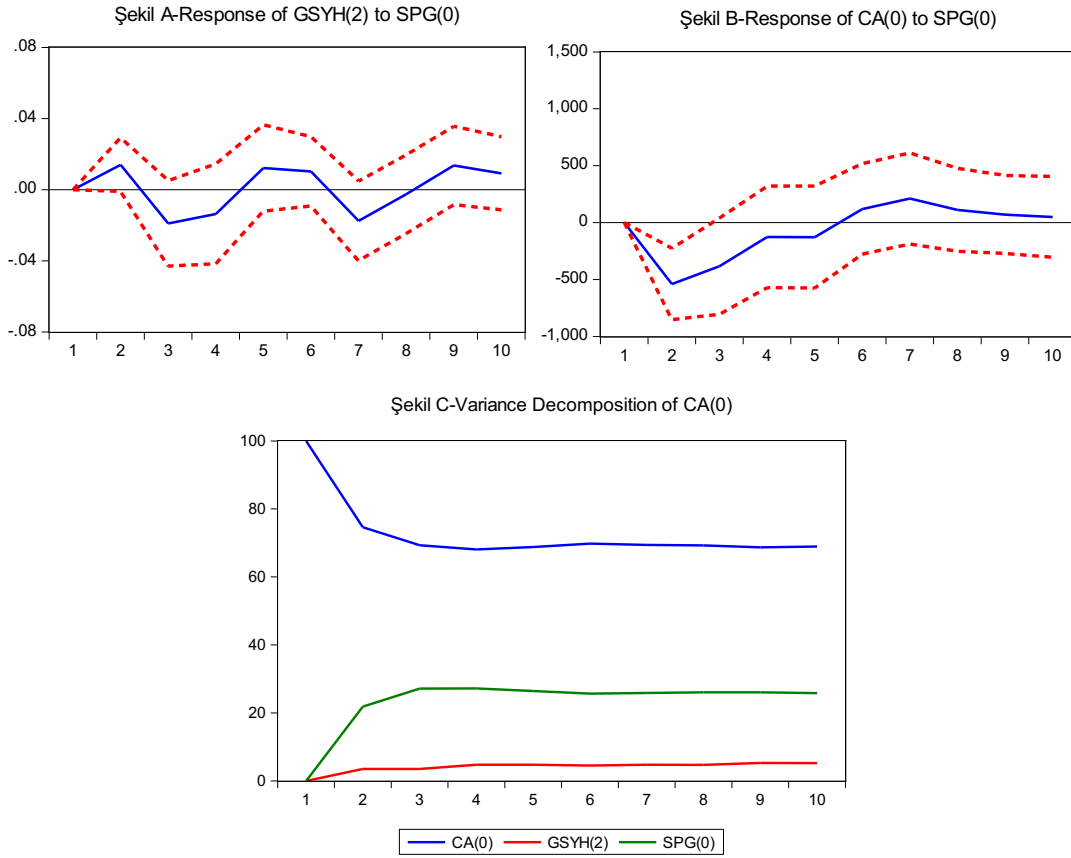 Şekil A-Response of GSYH(2) to SPG(0)
.08
.04
.00
-.04
-.08
1 2 3 4 5 6 7 8 9 10
Şekil B-Response of CA(0) to SPG(0)
1,500
1,000
500
0
-500
-1,000
1 2 3 4 5 6 7 8 9 10
Şekil C-Variance Decomposition of CA(0)
100
80
60
40
20
0
1 2 3 4 5 6 7 8 9 10
CA(0) GSYH(2) SPG(0)